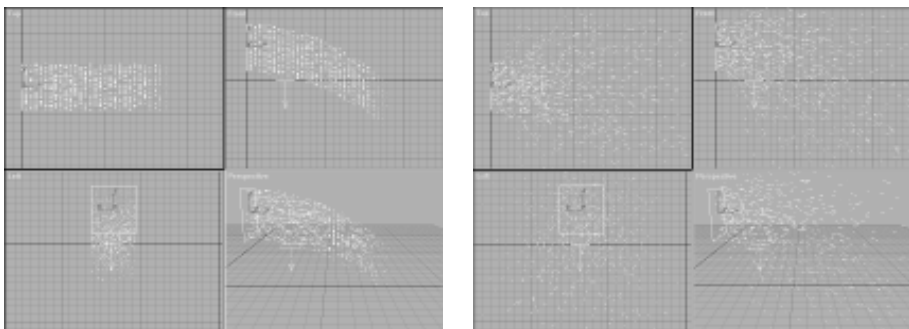 Top
Front
Left
Perspective
Top
Front
Left
Perspective